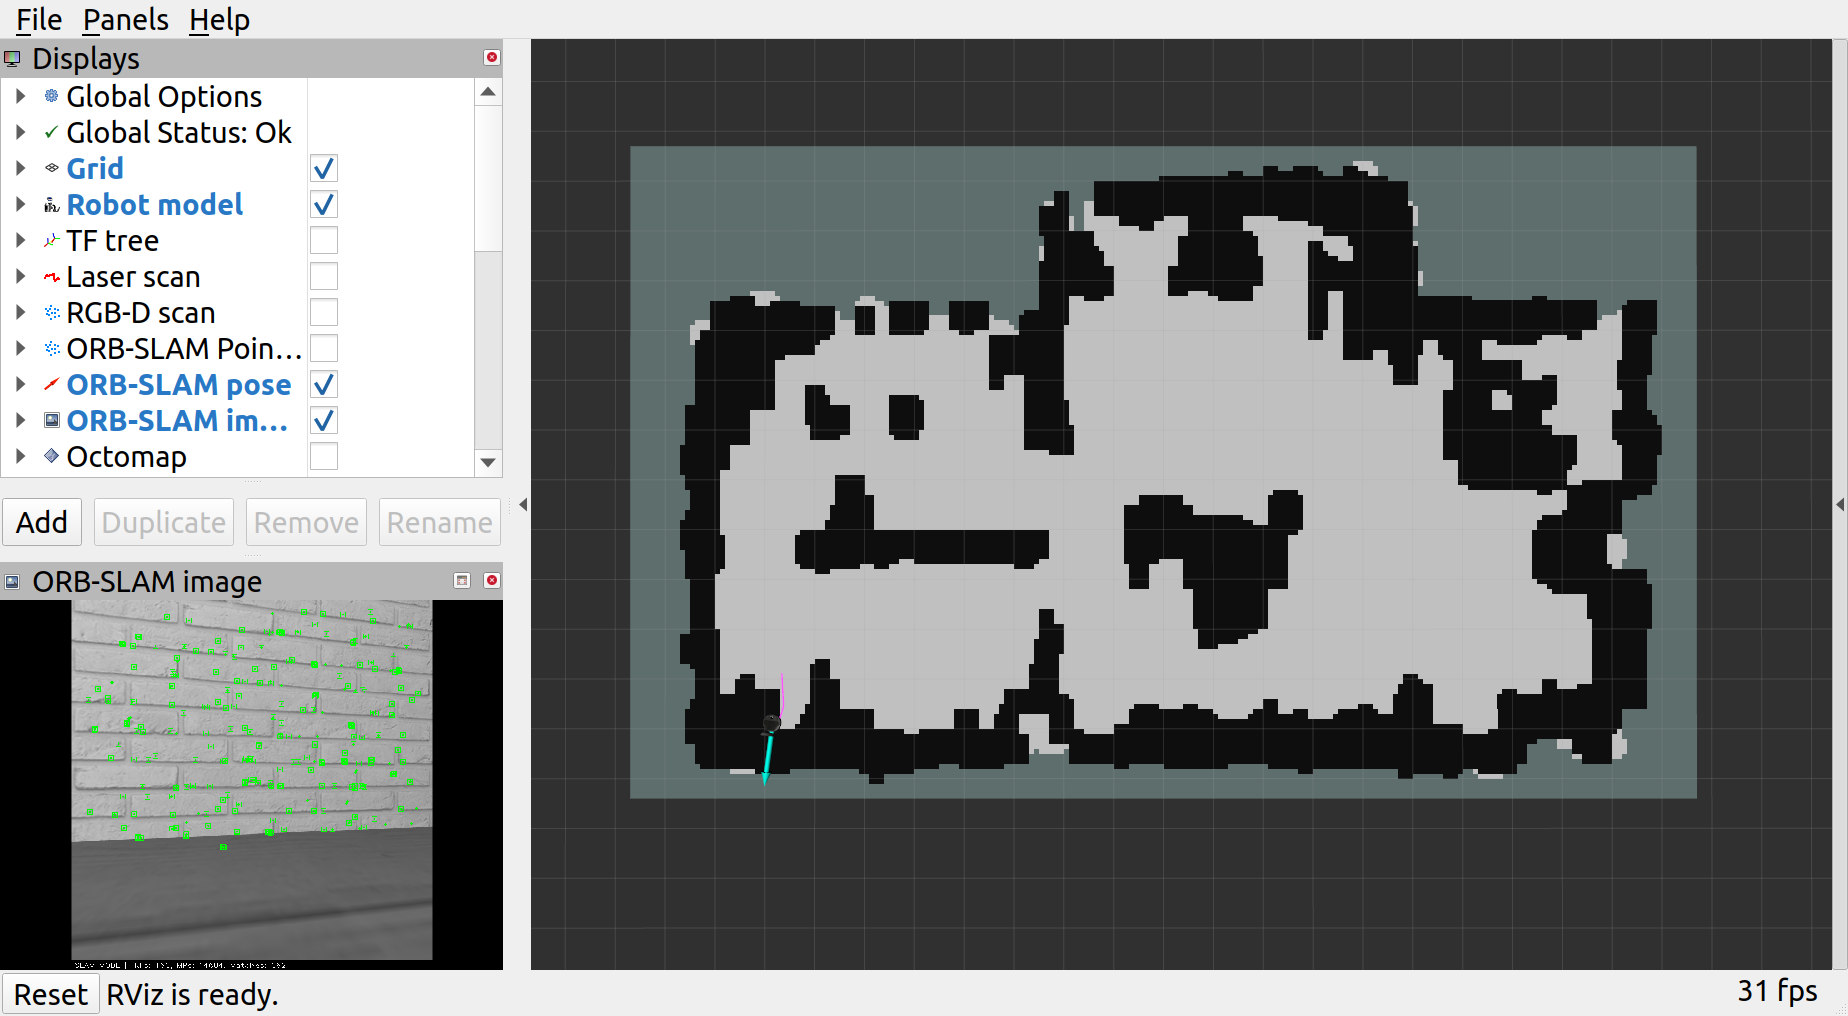 File Panels Help
Displays
Global Options
Global Status: Ok
Grid
Robot model
TF tree
Laser scan
RGB-D scan
ORB-SLAM Poin...
ORB-SLAM pose
ORB-SLAM im...
Octomap
Add Duplicate Remove Rename
ORB-SLAM image
SLAM MODE |
Reset RViz is ready. 31 fps